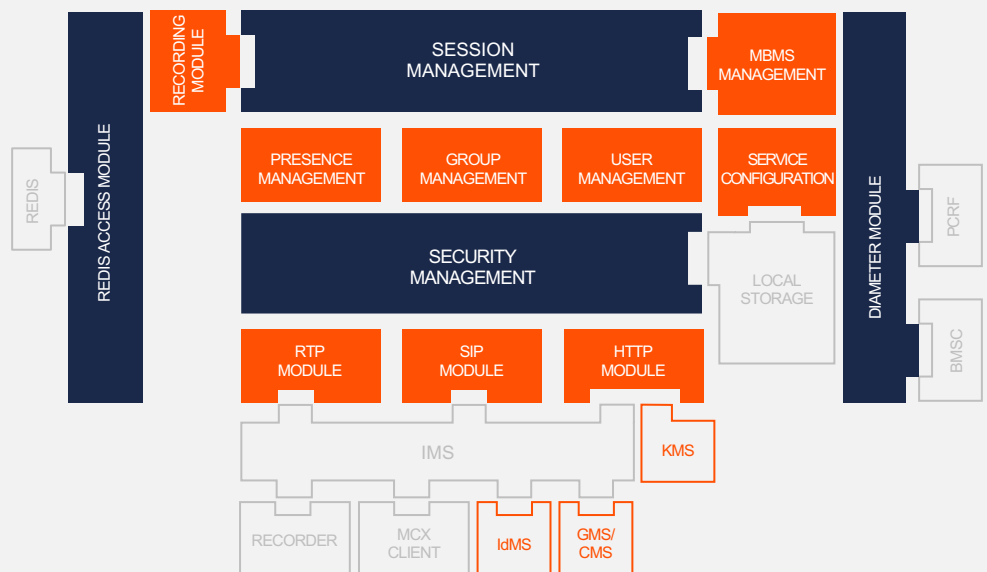 REDIS
REDIS ACCESS MODULE
RECORDING
MODULE
SESSION
MANAGEMENT
MBMS
MANAGEMENT
PRESENCE
MANAGEMENT
GROUP
MANAGEMENT
USER
MANAGEMENT
SERVICE
CONFIGURATION
SECURITY
MANAGEMENT
LOCAL
STORAGE
DIAMETER MODULE
PCRF
BMSC
RTP
MODULE
SIP
MODULE
HTTP
MODULE
IMS
KMS
RECORDER
MCX
CLIENT
IdMS
GMS/
CMS